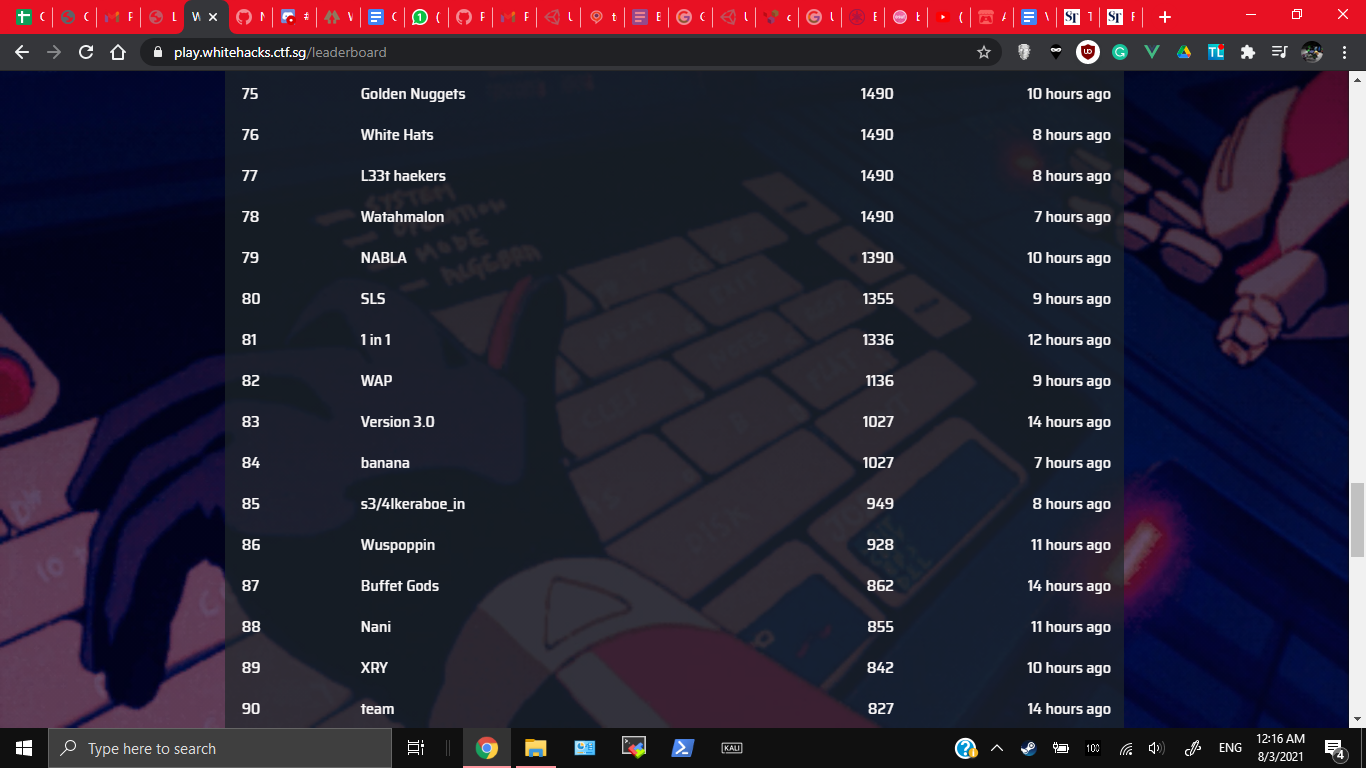 play.whitehacks.ctf.sg/leaderboard
75 Golden Nuggets 1490 10 hours ago
76 White Hats 1490 8 hours ago
77 L33t haekers 1490 8 hours ago
78 Watahmalon 1490 7 hours ago
79 NABLA 1390 10 hours ago
80 SLS 1355 9 hours ago
81 1 in 1 1336 12 hours ago
82 WAP 1136 9 hours ago
83 Version 3.0 1027 14 hours ago
84 banana 1027 7 hours ago
85 s3/4lkeraboe_in 949 8 hours ago
86 Wuspoppin 928 11 hours ago
87 Buffet Gods 862 14 hours ago
88 Nani 855 11 hours ago
89 XRY 842 10 hours ago
90 team 827 14 hours ago
SYSTEM
OPERATION
MODE
ALGEBRA
DISK
Type here to search
KALI
100
ENG
12:16 AM
8/3/2021
4